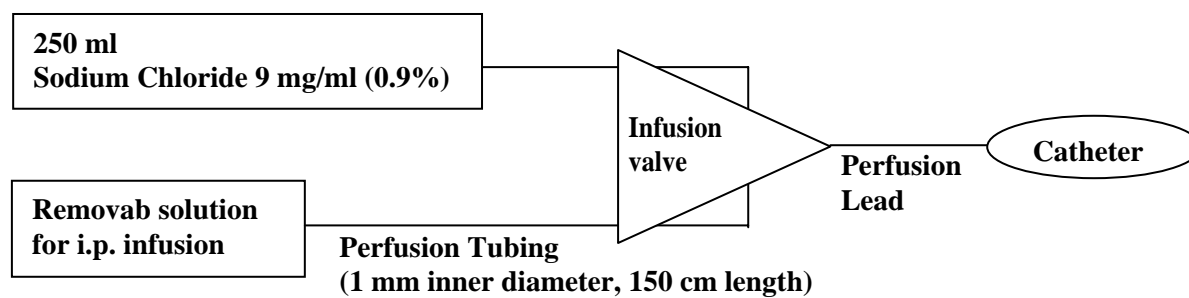 250 ml
Sodium Chloride 9 mg/ml (0.9%)
Infusion
valve
Perfusion
Lead
Catheter
Removab solution
for i.p. infusion
Perfusion Tubing
(1 mm inner diameter, 150 cm length)